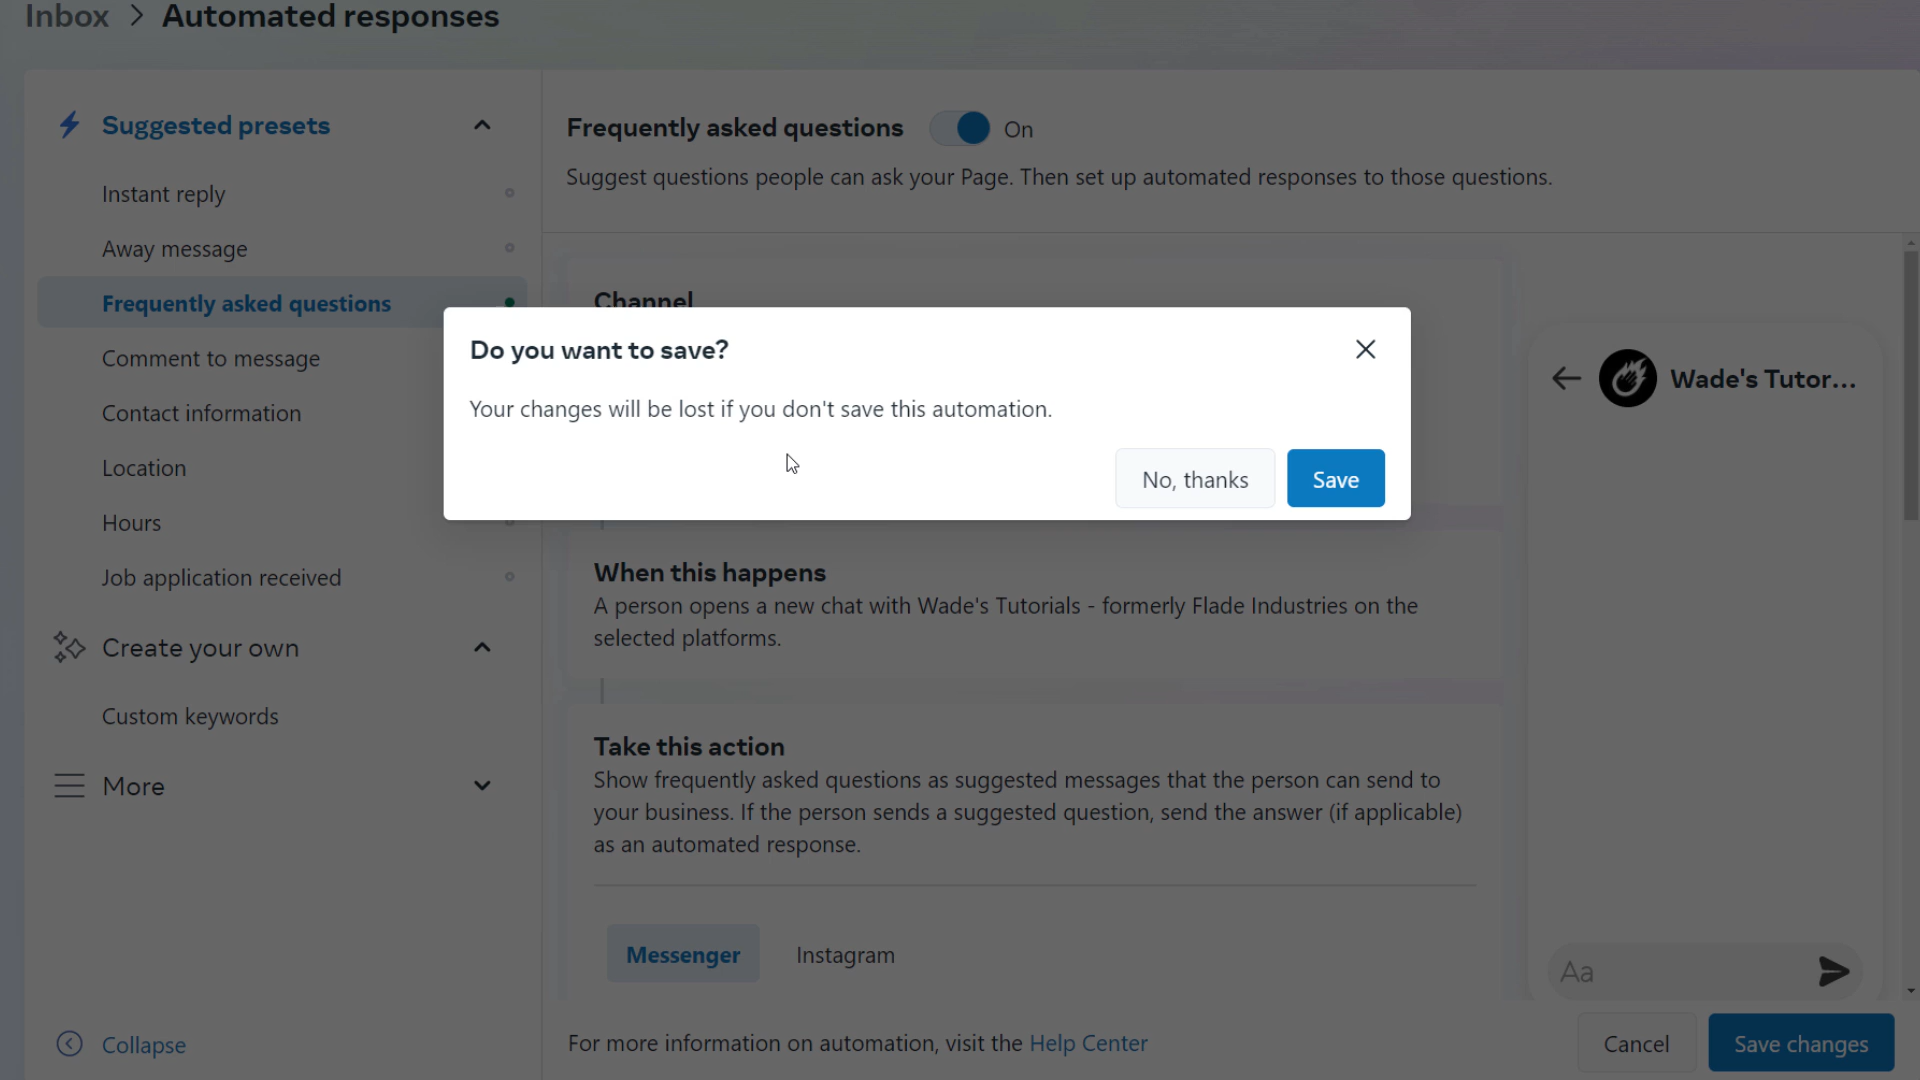 Inbox > Automated responses
Suggested presets
Instant reply
Away message
Frequently asked questions
Comment to message
Contact information
Location
Hours
Job application received
Create your own
Custom keywords
More
Collapse
Frequently asked questions On
Suggest questions people can ask your Page. Then set up automated responses to those questions.
Channel
Do you want to save?
Your changes will be lost if you don't save this automation.
No, thanks
Save
When this happens
A person opens a new chat with Wade's Tutorials - formerly Flade Industries on the
selected platforms.
Take this action
Show frequently asked questions as suggested messages that the person can send to
your business. If the person sends a suggested question, send the answer (if applicable)
as an automated response.
Messenger
Instagram
Wade's Tutor...
Aa
For more information on automation, visit the Help Center
Cancel
Save changes